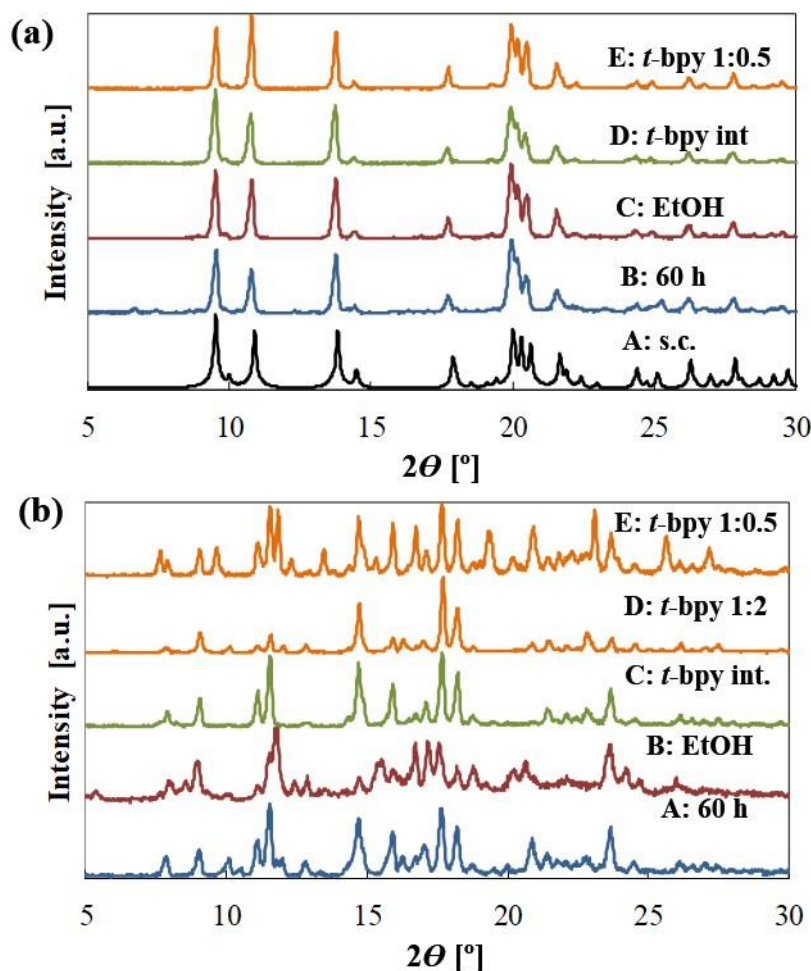 (a)
E: t-bpy 1:0.5
D: t-bpy int
C: EtOH
B: 60 h
A: s.c.
Intensity [a.u.]
5 10 15 20 25 30
2Θ [º]
(b)
E: t-bpy 1:0.5
D: t-bpy 1:2
C: t-bpy int.
B: EtOH
A: 60 h
Intensity [a.u.]
5 10 15 20 25 30
2Θ [º]